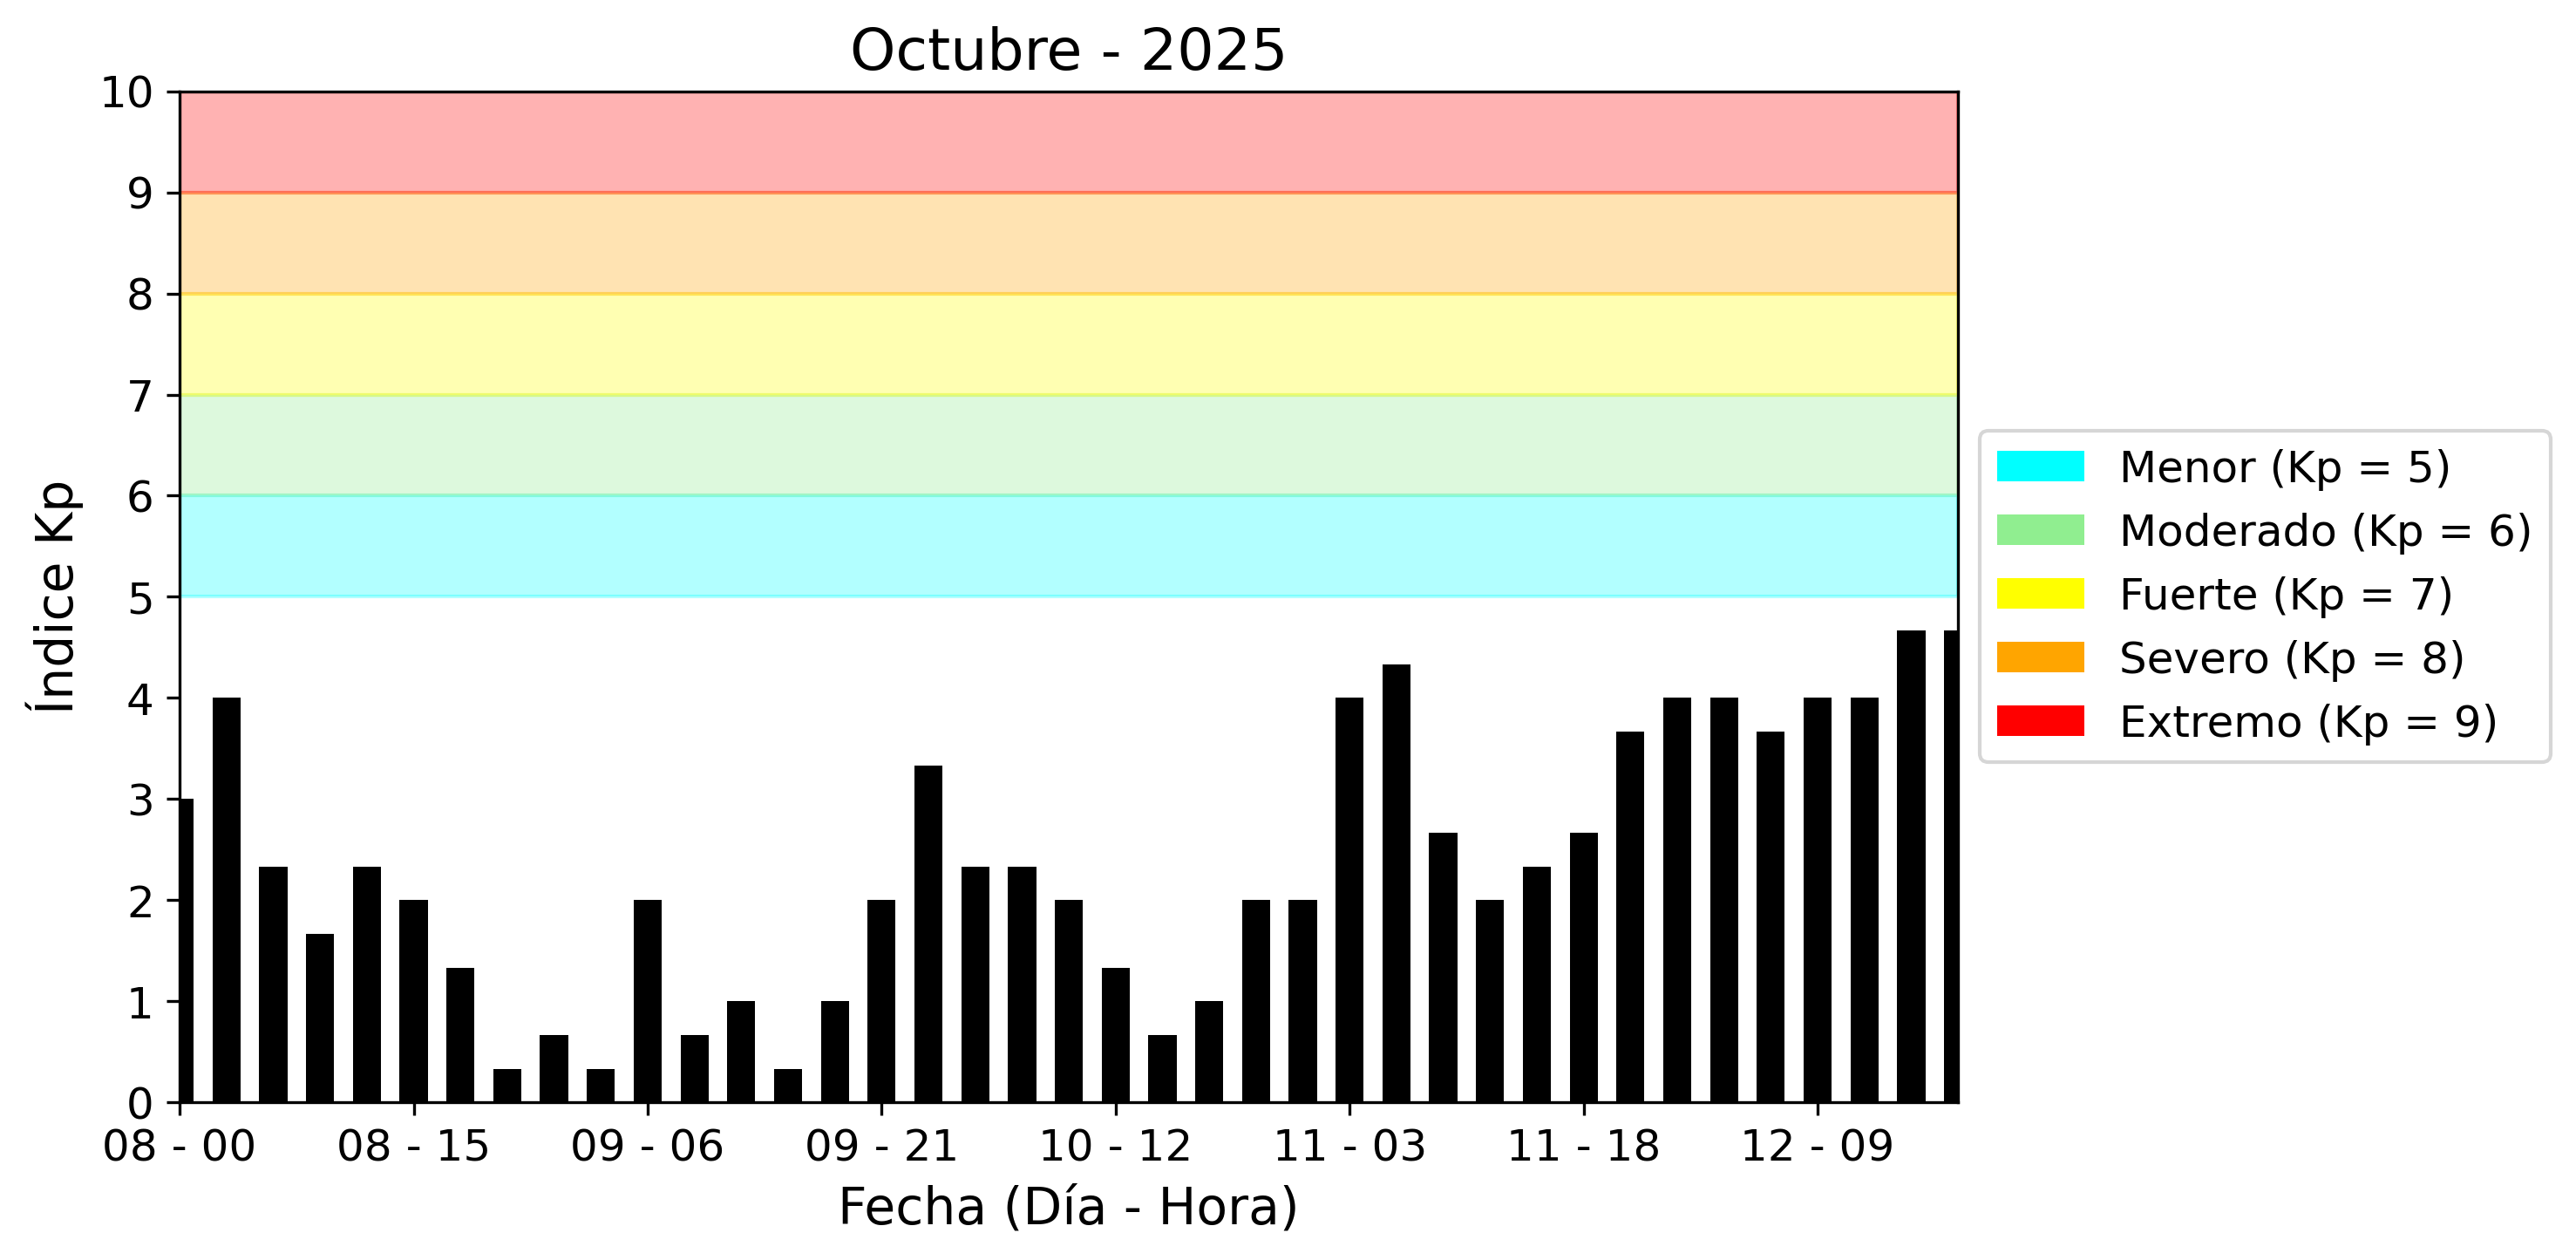 Octubre - 2025
10
9
8
7
6
5
4
3
2
1
0
Índice Kp
08 - 00
08 - 15
09 - 06
09 - 21
10 - 12
11 - 03
11 - 18
12 - 09
Fecha (Día - Hora)
Menor (Kp = 5)
Moderado (Kp = 6)
Fuerte (Kp = 7)
Severo (Kp = 8)
Extremo (Kp = 9)